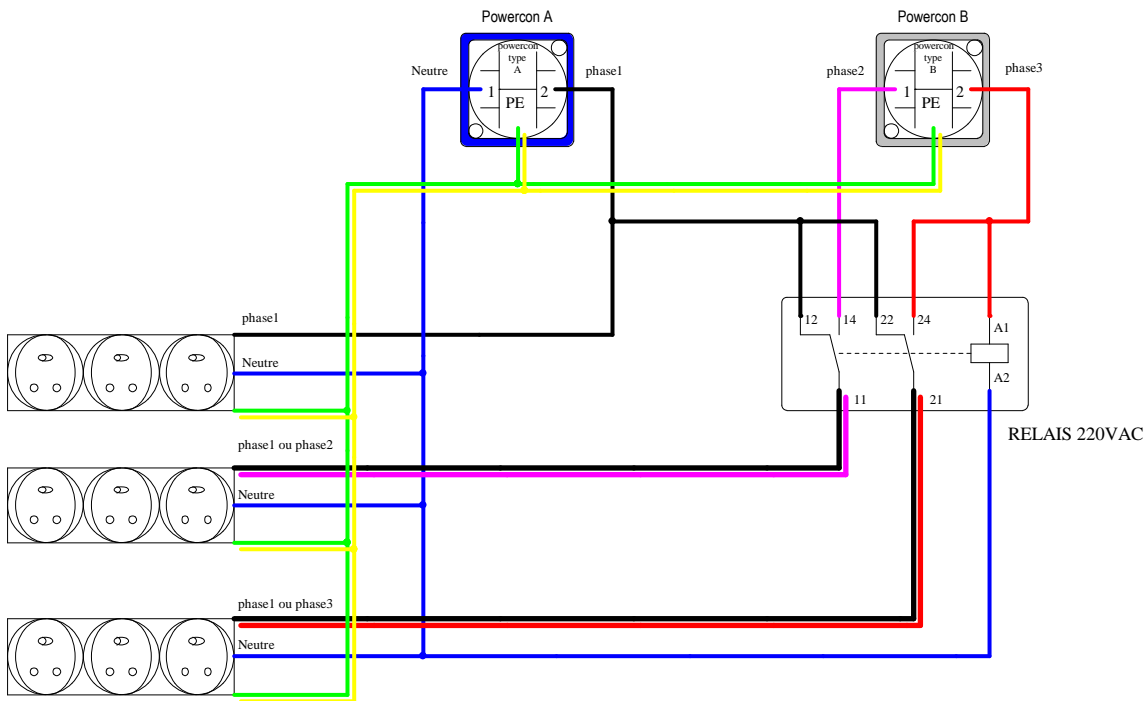 Powercon A
Powercon B
powercon
type
A
1
2
PE
Neutre
phase1
powercon
type
B
1
2
PE
phase2
phase3
12
14
22
24
A1
A2
11
21
RELAIS 220VAC
phase1
Neutre
phase1 ou phase2
Neutre
phase1 ou phase3
Neutre